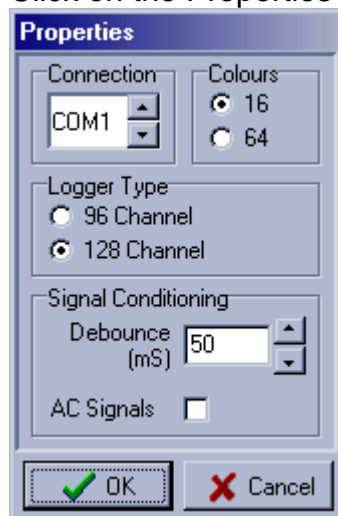 Click on the Properties
Properties
Connection
COM1
Colours
16
64
Logger Type
96 Channel
128 Channel
Signal Conditioning
Debounce
(mS)
50
AC Signals
OK
Cancel